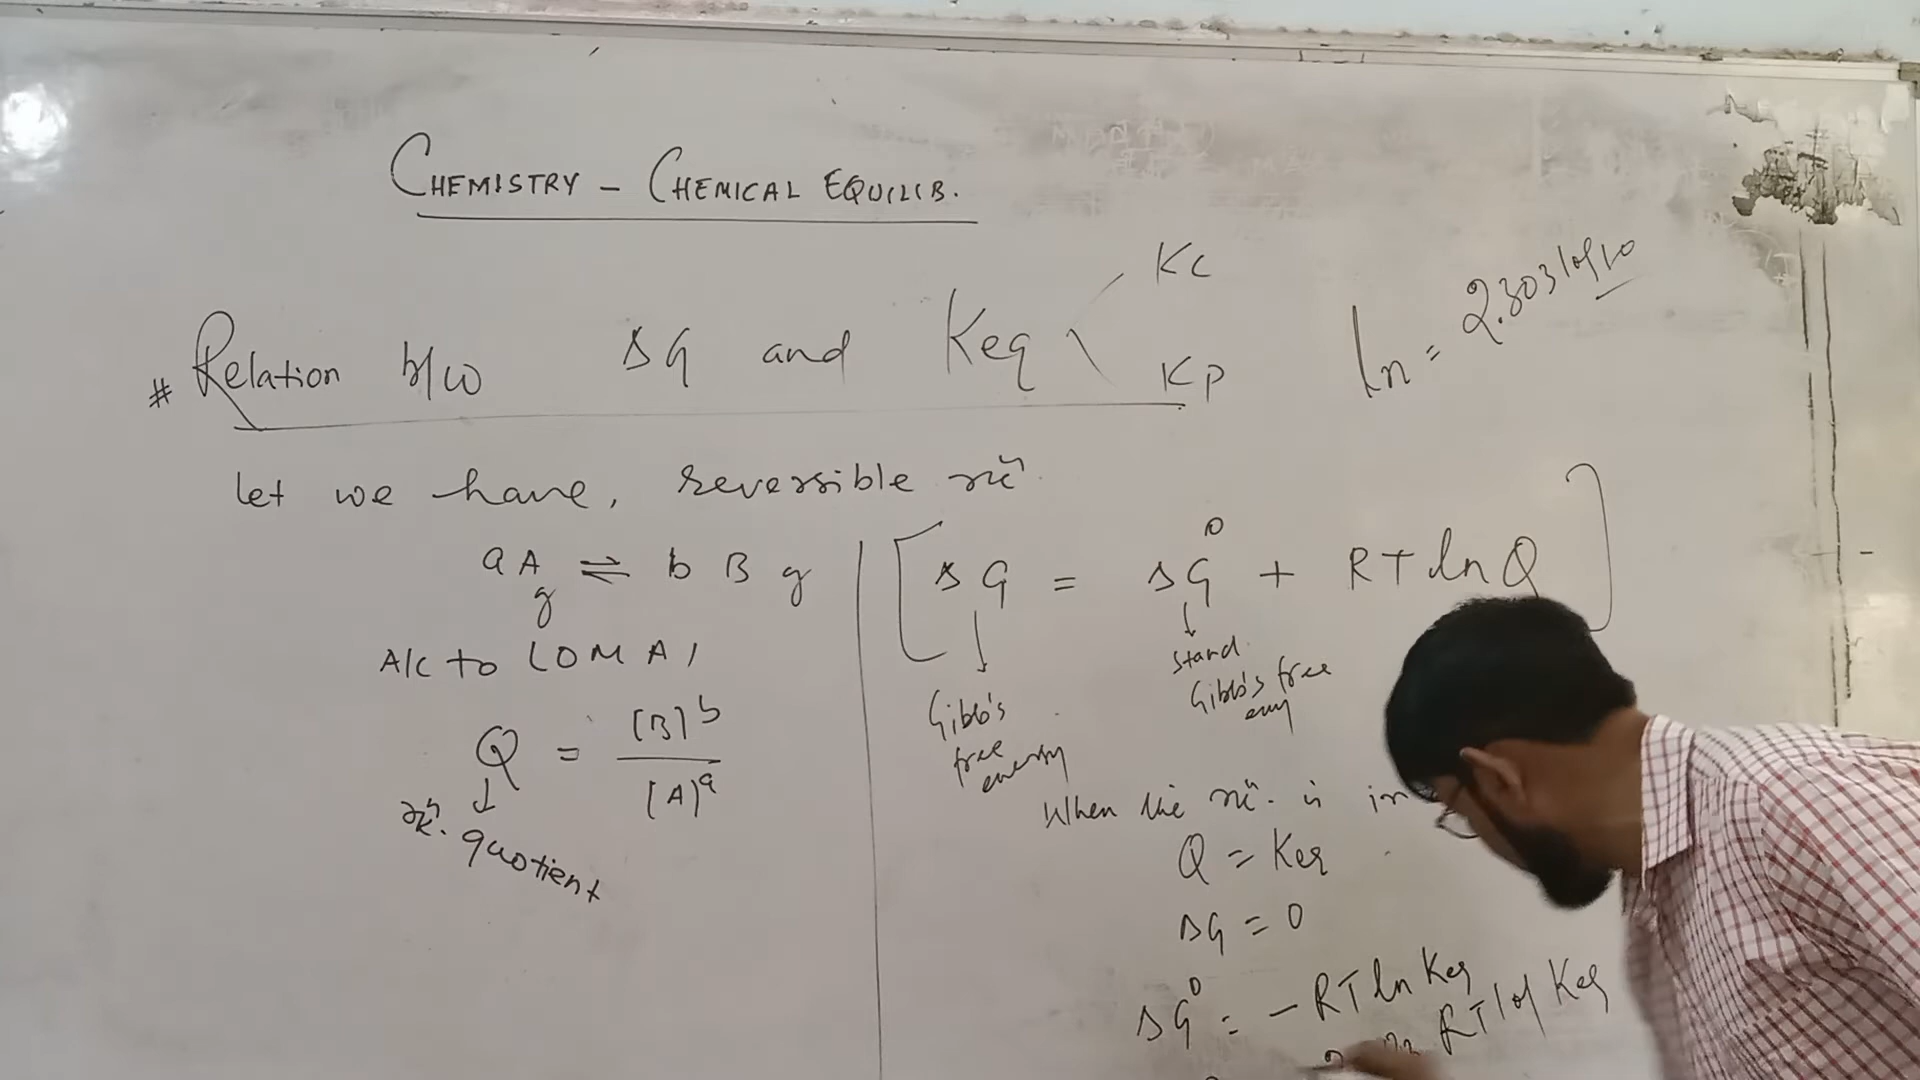 CHEMISTRY - CHEMICAL EQUILIB.
# Relation b/w ΔG and Keq
Kc
Kp
ln = 2.303 log10
let we have, reversible rxn.
aA g ⇌ b B g
A/c to LOMA,
Q = [B]^b / [A]^a
rxn. quotient
[ΔG = ΔG° + RT ln Q]
Gibb's free energy
Stand. Gibb's free
When the rxn. is in
Q = Keq
ΔG = 0
ΔG° = - RT ln Keq
RT log Keq